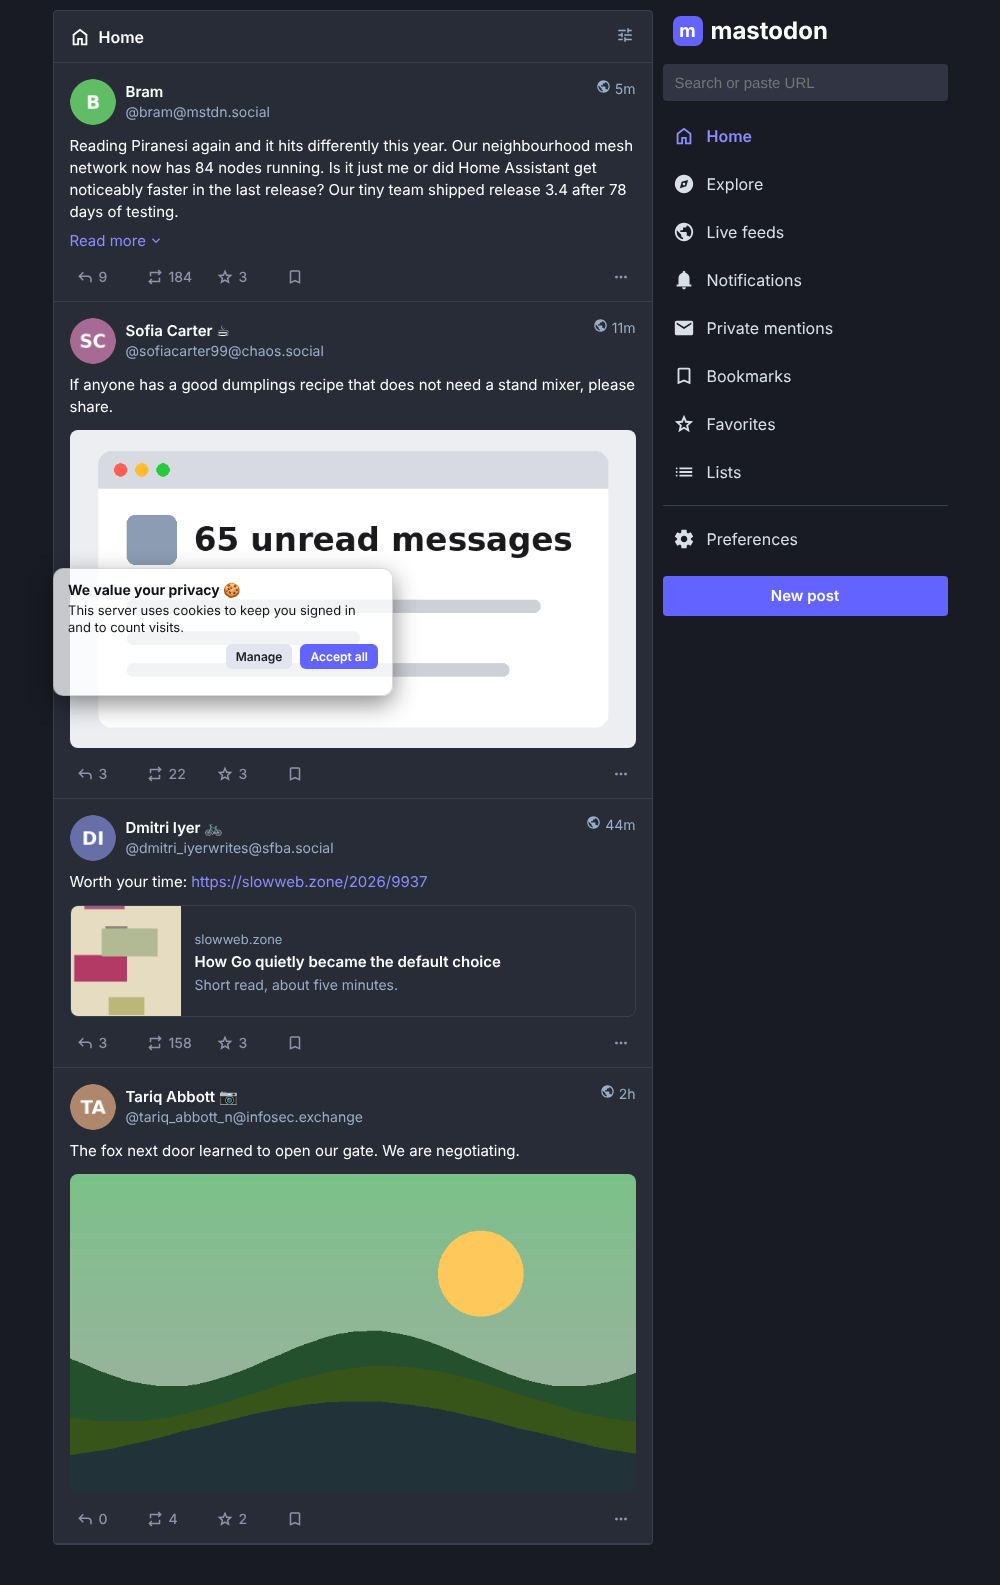 Home
B
Bram
5m
@bram@mstdn.social
Reading Piranesi again and it hits differently this year. Our neighbourhood mesh
network now has 84 nodes running. Is it just me or did Home Assistant get
noticeably faster in the last release? Our tiny team shipped release 3.4 after 78
days of testing.
Read more
9 184 3
SC
Sofia Carter ☕
11m
@sofiacarter99@chaos.social
If anyone has a good dumplings recipe that does not need a stand mixer, please
share.
65 unread messages
We value your privacy 🍪
This server uses cookies to keep you signed in
and to count visits.
Manage Accept all
3 22 3
DI
Dmitri Iyer 🚲
44m
@dmitri_iyerwrites@sfba.social
Worth your time: https://slowweb.zone/2026/9937
slowweb.zone
How Go quietly became the default choice
Short read, about five minutes.
3 158 3
TA
Tariq Abbott 📷
2h
@tariq_abbott_n@infosec.exchange
The fox next door learned to open our gate. We are negotiating.
0 4 2
m mastodon
Search or paste URL
Home
Explore
Live feeds
Notifications
Private mentions
Bookmarks
Favorites
Lists
Preferences
New post